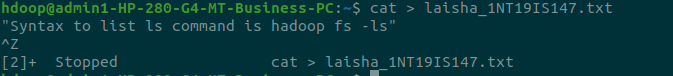 hdoop@admin1-HP-280-G4-MT-Business-PC:~$ cat > laisha_1NT19IS147.txt
"Syntax to list ls command is hadoop fs -ls"
^Z
[2]+  Stopped                 cat > laisha_1NT19IS147.txt